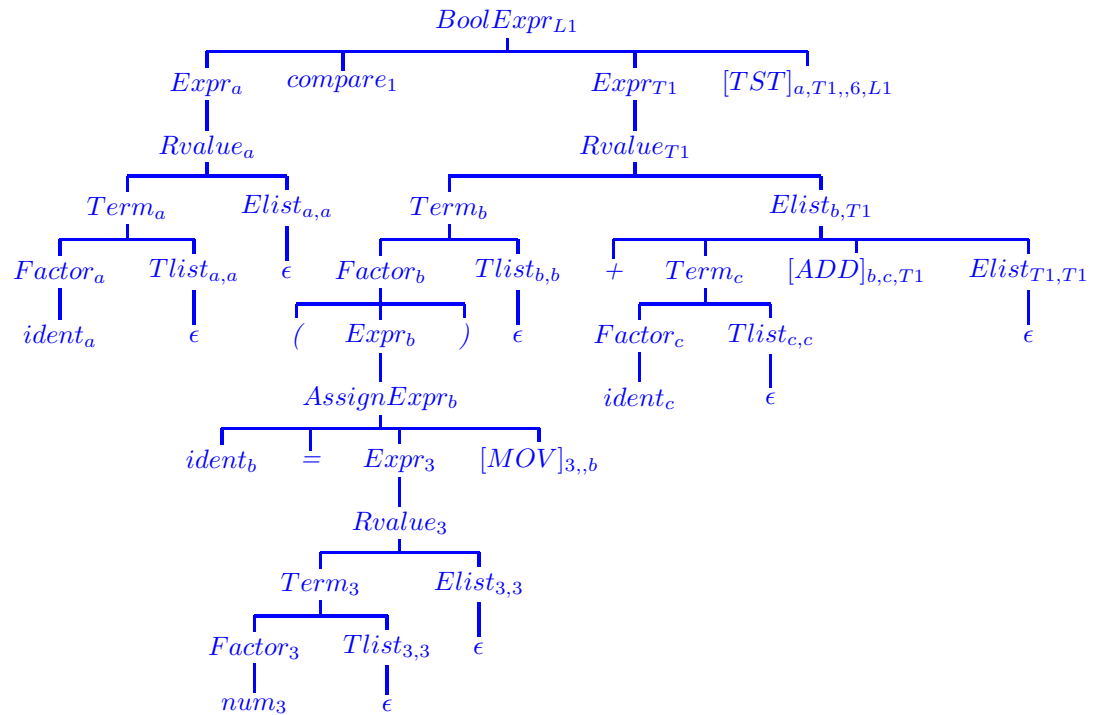 BoolExpr_{L1}
Expr_a compare_1 Expr_{T1} [TST]_{a,T1,,6,L1}
Rvalue_a Rvalue_{T1}
Term_a Elist_{a,a} Term_b Elist_{b,T1}
Factor_a Tlist_{a,a} ϵ Factor_b Tlist_{b,b} + Term_c [ADD]_{b,c,T1} Elist_{T1,T1}
ident_a ϵ ( Expr_b ) ϵ Factor_c Tlist_{c,c} ϵ
AssignExpr_b ident_c ϵ
ident_b = Expr_3 [MOV]_{3,,b}
Rvalue_3
Term_3 Elist_{3,3}
Factor_3 Tlist_{3,3} ϵ
num_3 ϵ